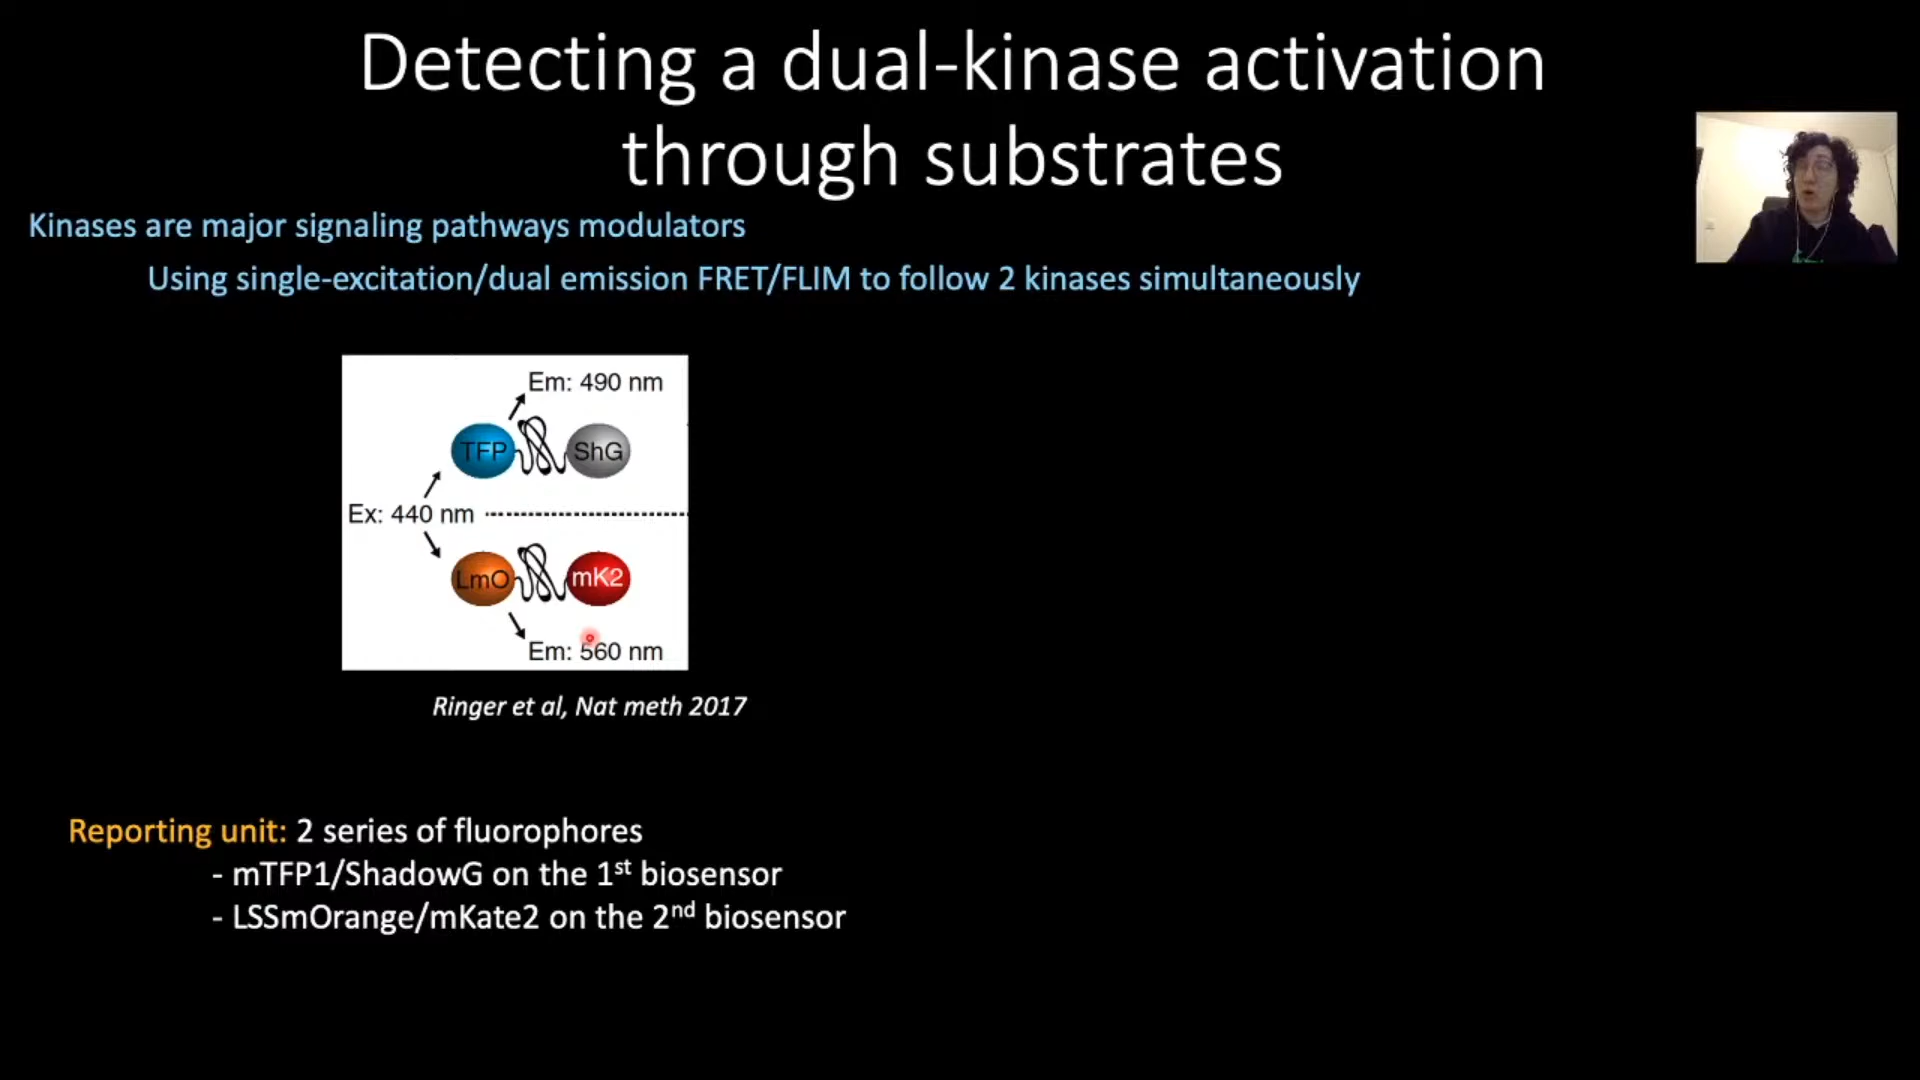 Detecting a dual-kinase activation
through substrates
Kinases are major signaling pathways modulators
Using single-excitation/dual emission FRET/FLIM to follow 2 kinases simultaneously
Em: 490 nm
TFP ShG
Ex: 440 nm
LmO mK2
Em: 560 nm
Ringer et al, Nat meth 2017
Reporting unit: 2 series of fluorophores
- mTFP1/ShadowG on the 1st biosensor
- LSSmOrange/mKate2 on the 2nd biosensor